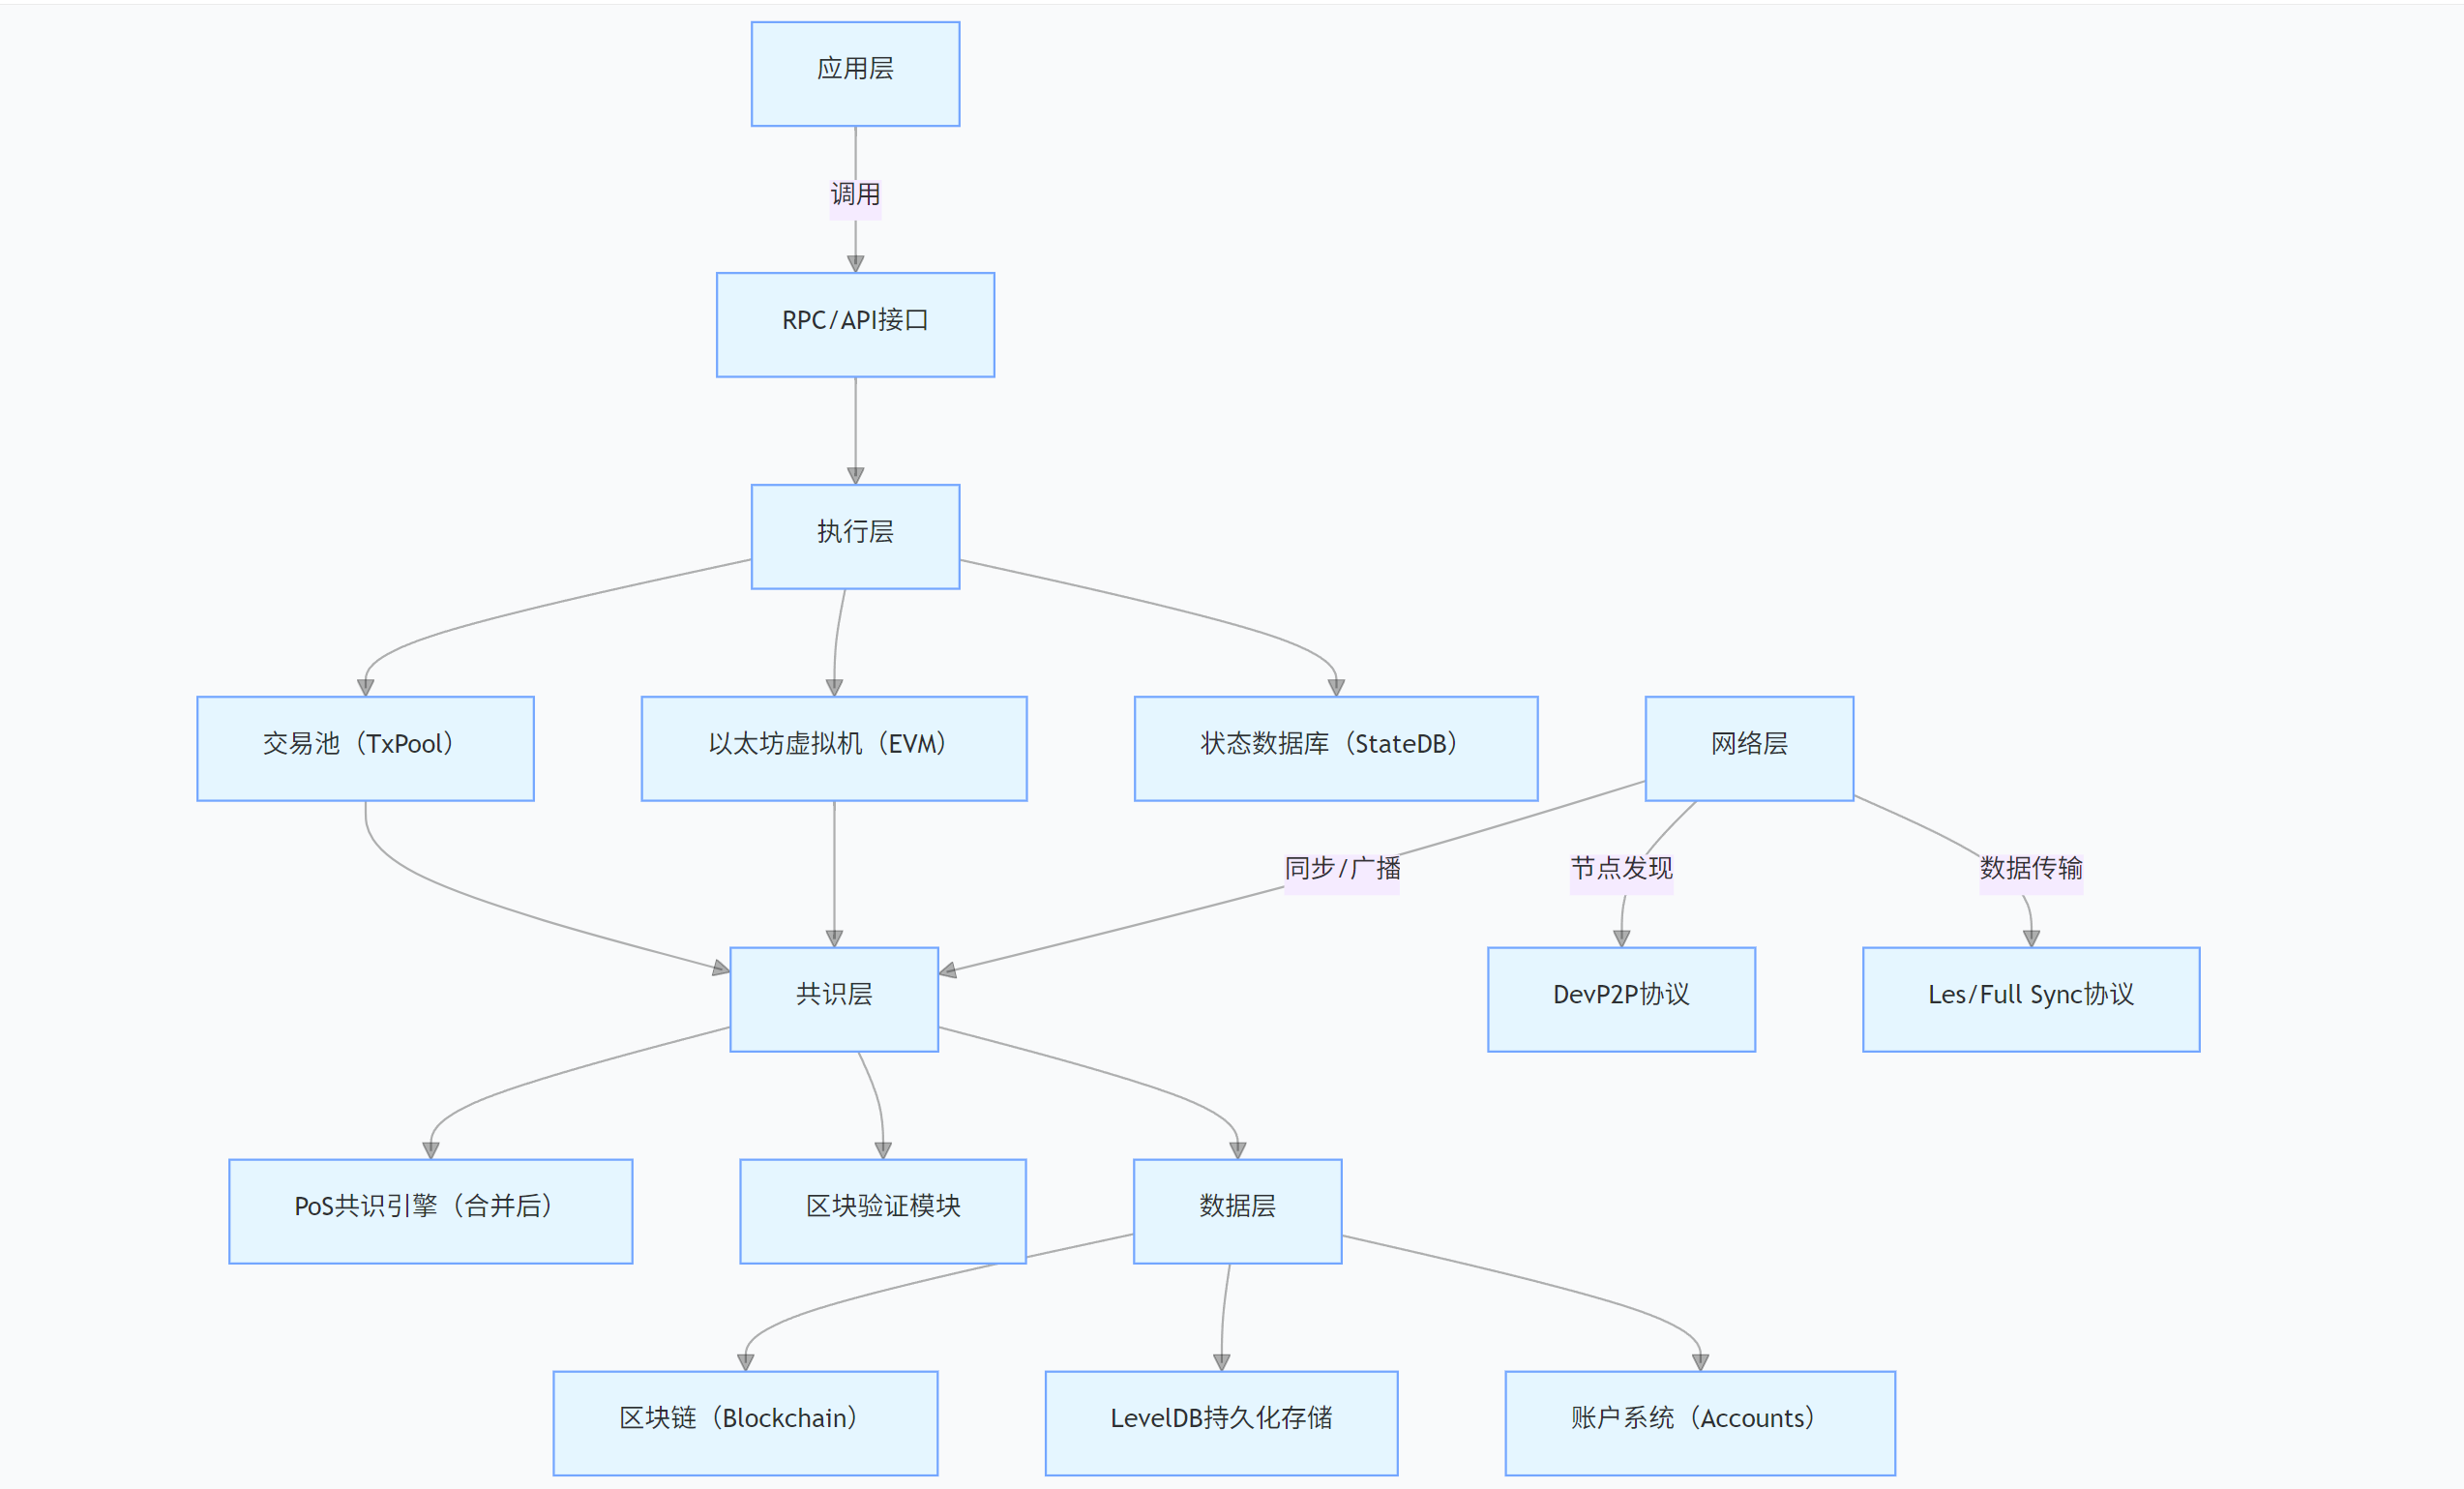 应用层
调用
RPC/API接口
执行层
交易池（TxPool）
以太坊虚拟机（EVM）
状态数据库（StateDB）
网络层
同步/广播
节点发现
数据传输
共识层
DevP2P协议
Les/Full Sync协议
PoS共识引擎（合并后）
区块验证模块
数据层
区块链（Blockchain）
LevelDB持久化存储
账户系统（Accounts）